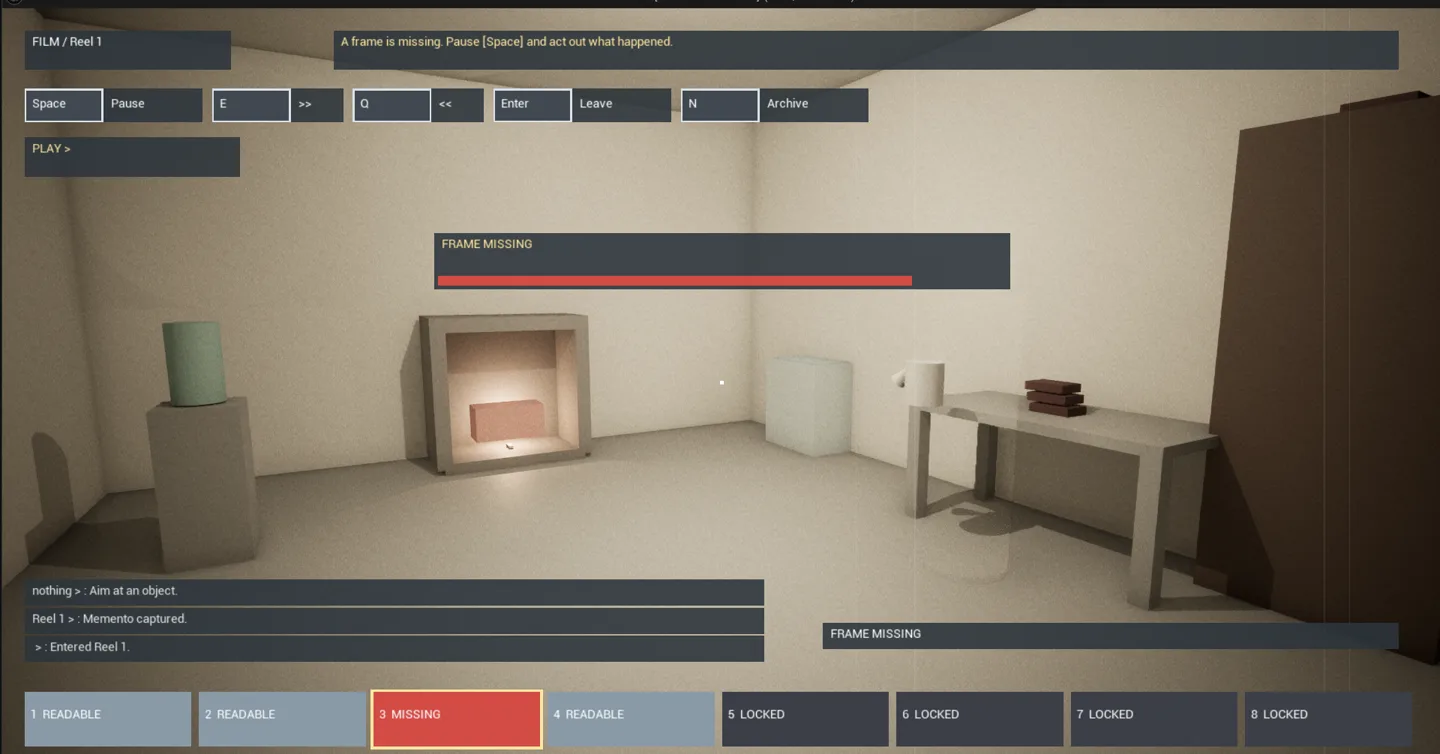 FILM / Reel 1
A frame is missing. Pause [Space] and act out what happened.
Space Pause E >> Q << Enter Leave N Archive
PLAY >
FRAME MISSING
nothing > : Aim at an object.
Reel 1 > : Memento captured.
> : Entered Reel 1.
FRAME MISSING
1 READABLE 2 READABLE 3 MISSING 4 READABLE 5 LOCKED 6 LOCKED 7 LOCKED 8 LOCKED